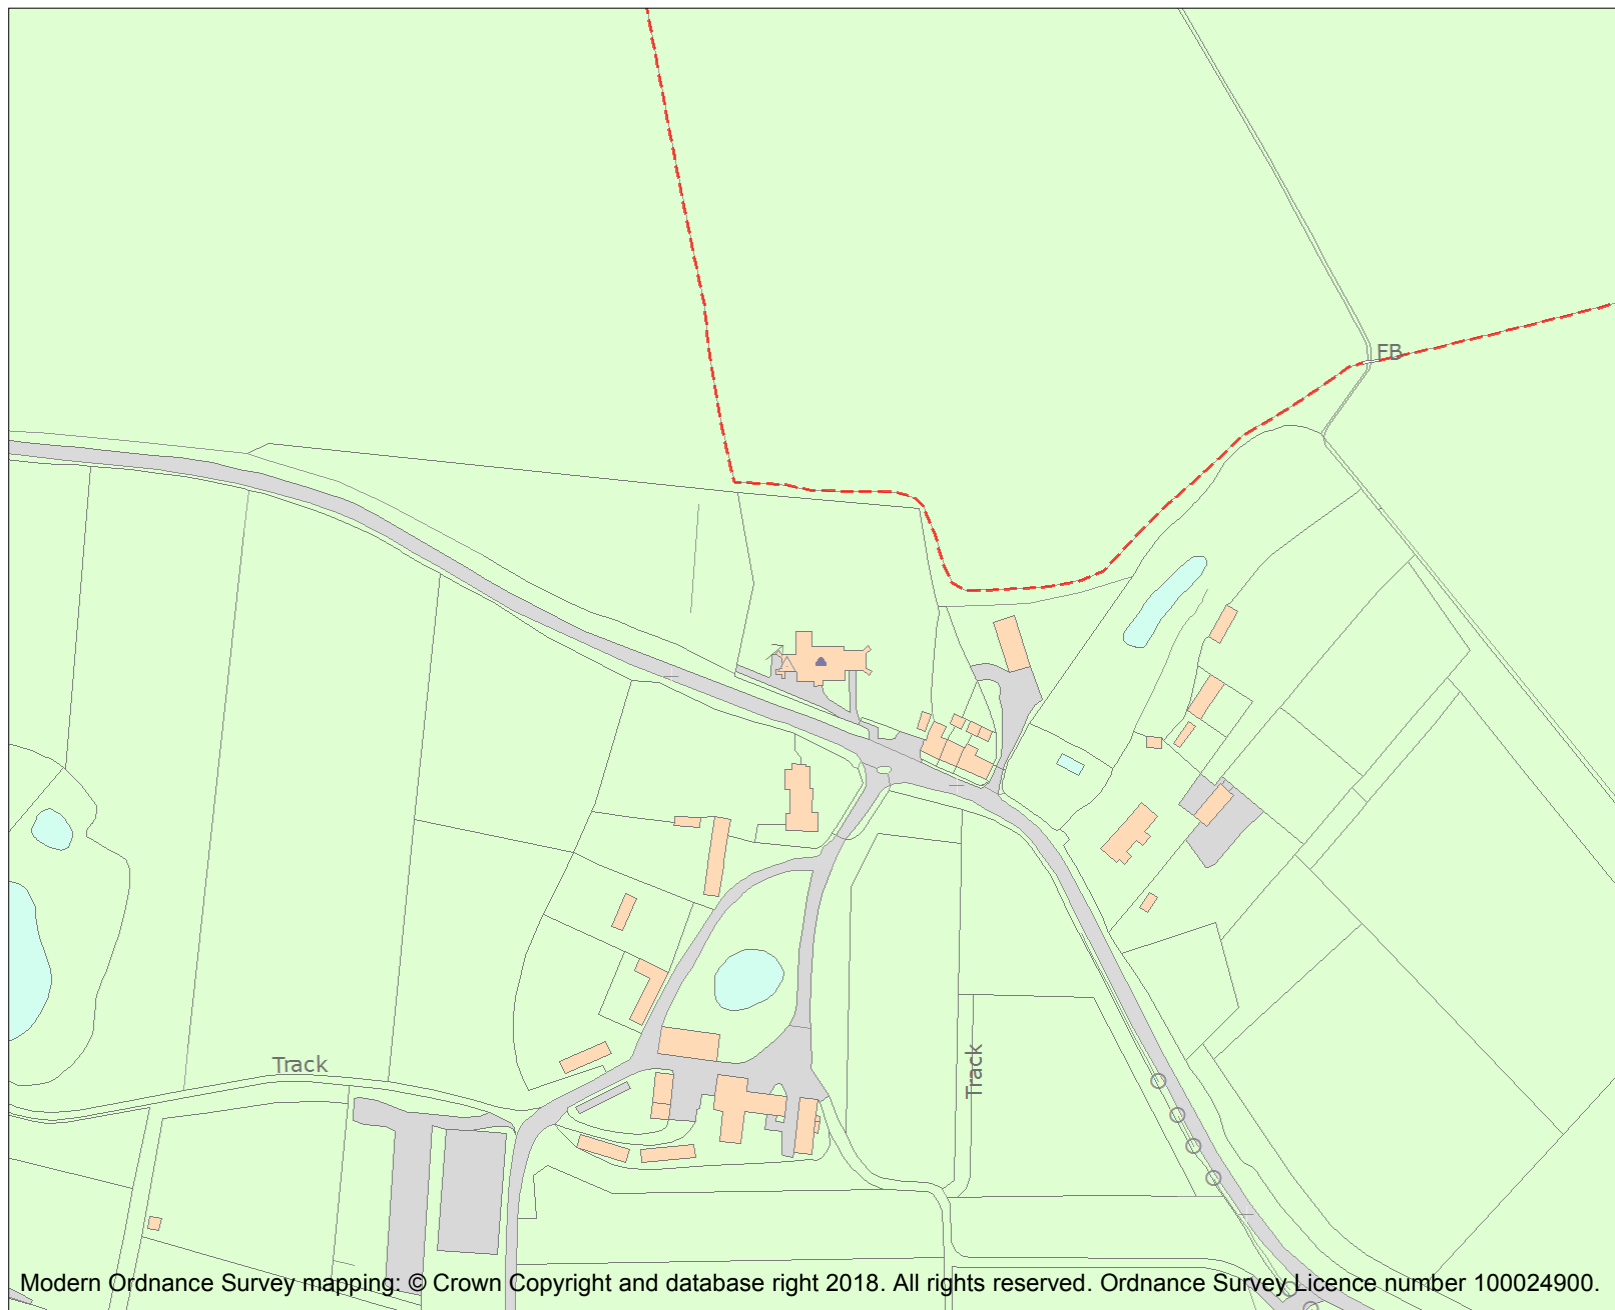 FB
Track
Track
Modern Ordnance Survey mapping: © Crown Copyright and database right 2018. All rights reserved. Ordnance Survey Licence number 100024900.